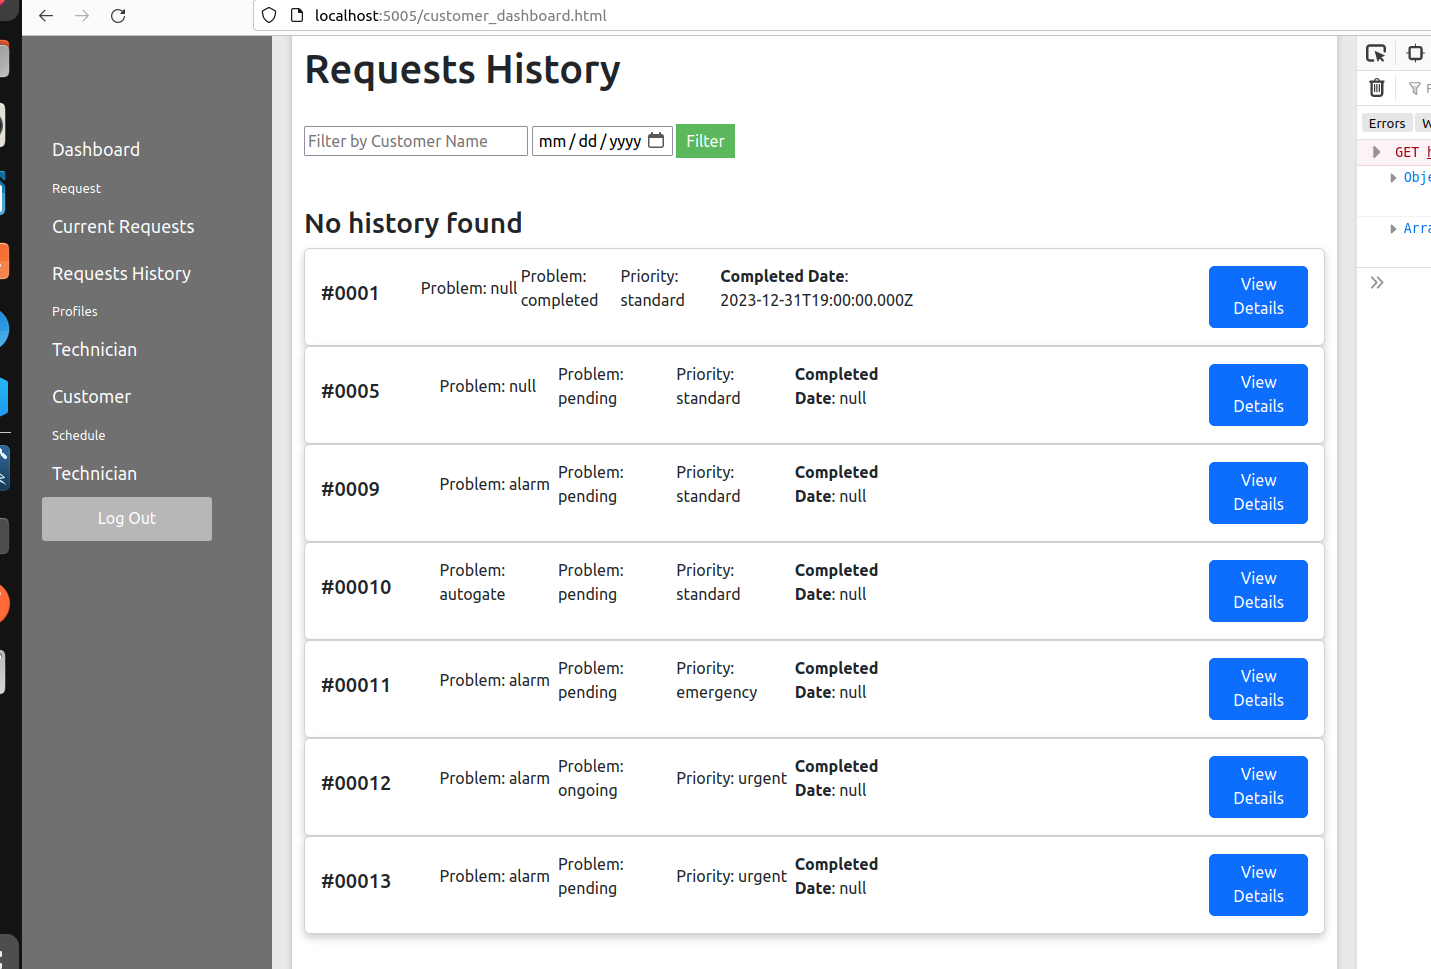 localhost:5005/customer_dashboard.html
Dashboard
Request
Current Requests
Requests History
Profiles
Technician
Customer
Schedule
Technician
Log Out
Requests History
Filter by Customer Name mm/dd/yyyy Filter
No history found
#0001 Problem: null Problem: completed Priority: standard Completed Date: 2023-12-31T19:00:00.000Z View Details
#0005 Problem: null Problem: pending Priority: standard Completed Date: null View Details
#0009 Problem: alarm Problem: pending Priority: standard Completed Date: null View Details
#00010 Problem: autogate Problem: pending Priority: standard Completed Date: null View Details
#00011 Problem: alarm Problem: pending Priority: emergency Completed Date: null View Details
#00012 Problem: alarm Problem: ongoing Priority: urgent Completed Date: null View Details
#00013 Problem: alarm Problem: pending Priority: urgent Completed Date: null View Details
Errors
GET